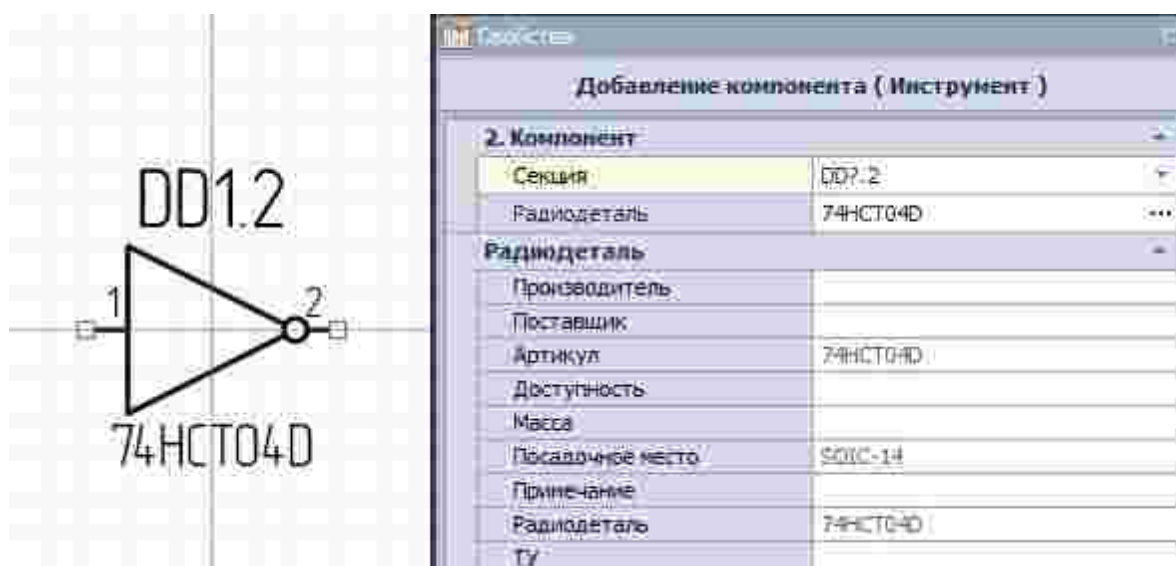 DD1.2
1
2
74HCT04D
Свойства
Добавление компонента ( Инструмент )
2. Компонент
Секция DD?.2
Радиодеталь 74HCT04D ...
Радиодеталь
Производитель
Поставщик
Артикул 74HCT04D
Доступность
Масса
Посадочное место SOIC-14
Примечание
Радиодеталь 74HCT04D
ТУ